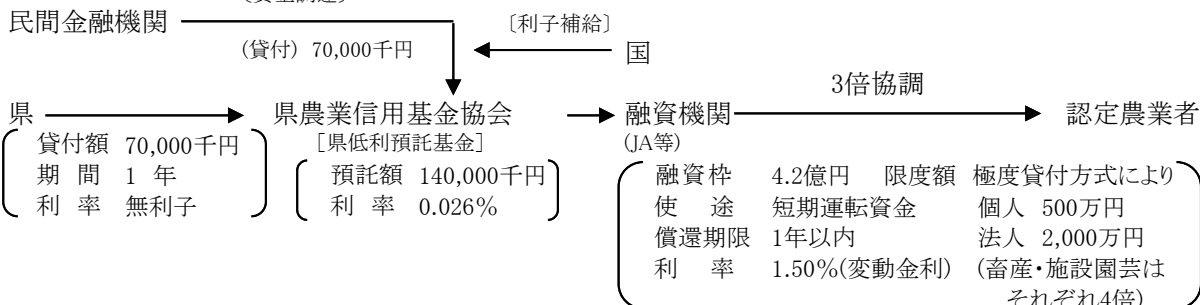 民間金融機関
〔利子補給〕
(貸付) 70,000千円
国
3倍協調
県
県農業信用基金協会
融資機関
認定農業者
[県低利預託基金]
(JA等)
貸付額 70,000千円
期 間 1 年
利 率 無利子
預託額 140,000千円
利 率 0.026%
融資枠 4.2億円 限度額 極度貸付方式により
使 途 短期運転資金 個人 500万円
償還期限 1年以内 法人 2,000万円
利 率 1.50%(変動金利) (畜産・施設園芸は
それぞれ4倍)